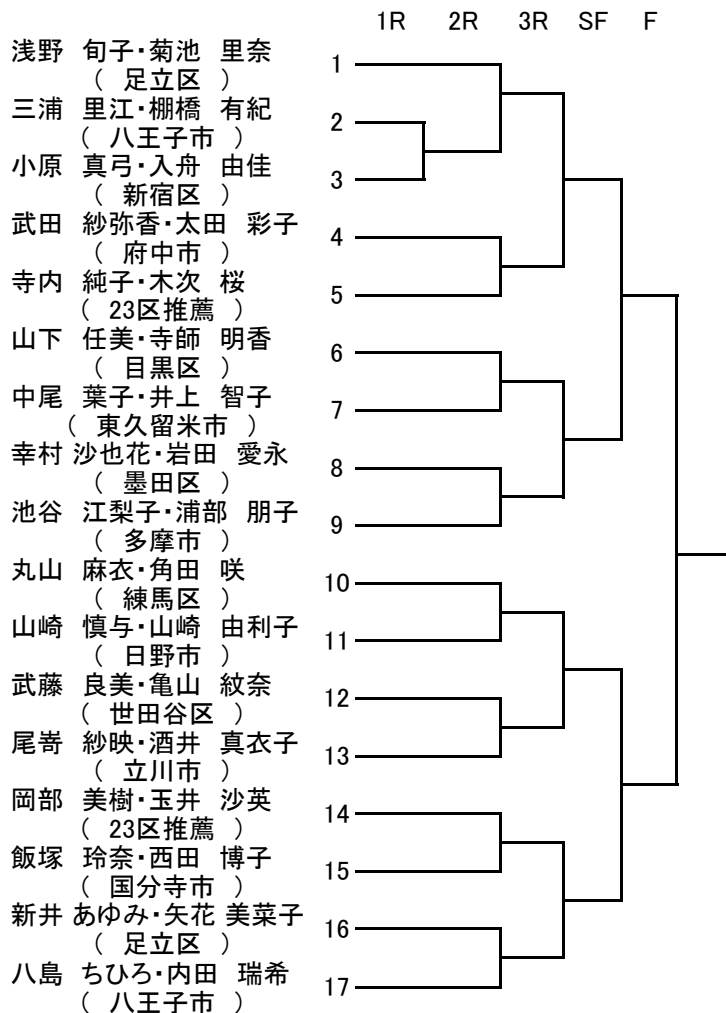 1R 2R 3R SF F
浅野 旬子・菊池 里奈
( 足立区 )
1
三浦 里江・棚橋 有紀
( 八王子市 )
2
小原 真弓・入舟 由佳
( 新宿区 )
3
武田 紗弥香・太田 彩子
( 府中市 )
4
寺内 純子・木次 桜
( 23区推薦 )
5
山下 任美・寺師 明香
( 目黒区 )
6
中尾 葉子・井上 智子
( 東久留米市 )
7
幸村 沙也花・岩田 愛永
( 墨田区 )
8
池谷 江梨子・浦部 朋子
( 多摩市 )
9
丸山 麻衣・角田 咲
( 練馬区 )
10
山崎 慎与・山崎 由利子
( 日野市 )
11
武藤 良美・亀山 紋奈
( 世田谷区 )
12
尾嵜 紗映・酒井 真衣子
( 立川市 )
13
岡部 美樹・玉井 沙英
( 23区推薦 )
14
飯塚 玲奈・西田 博子
( 国分寺市 )
15
新井 あゆみ・矢花 美菜子
( 足立区 )
16
八島 ちひろ・内田 瑞希
( 八王子市 )
17